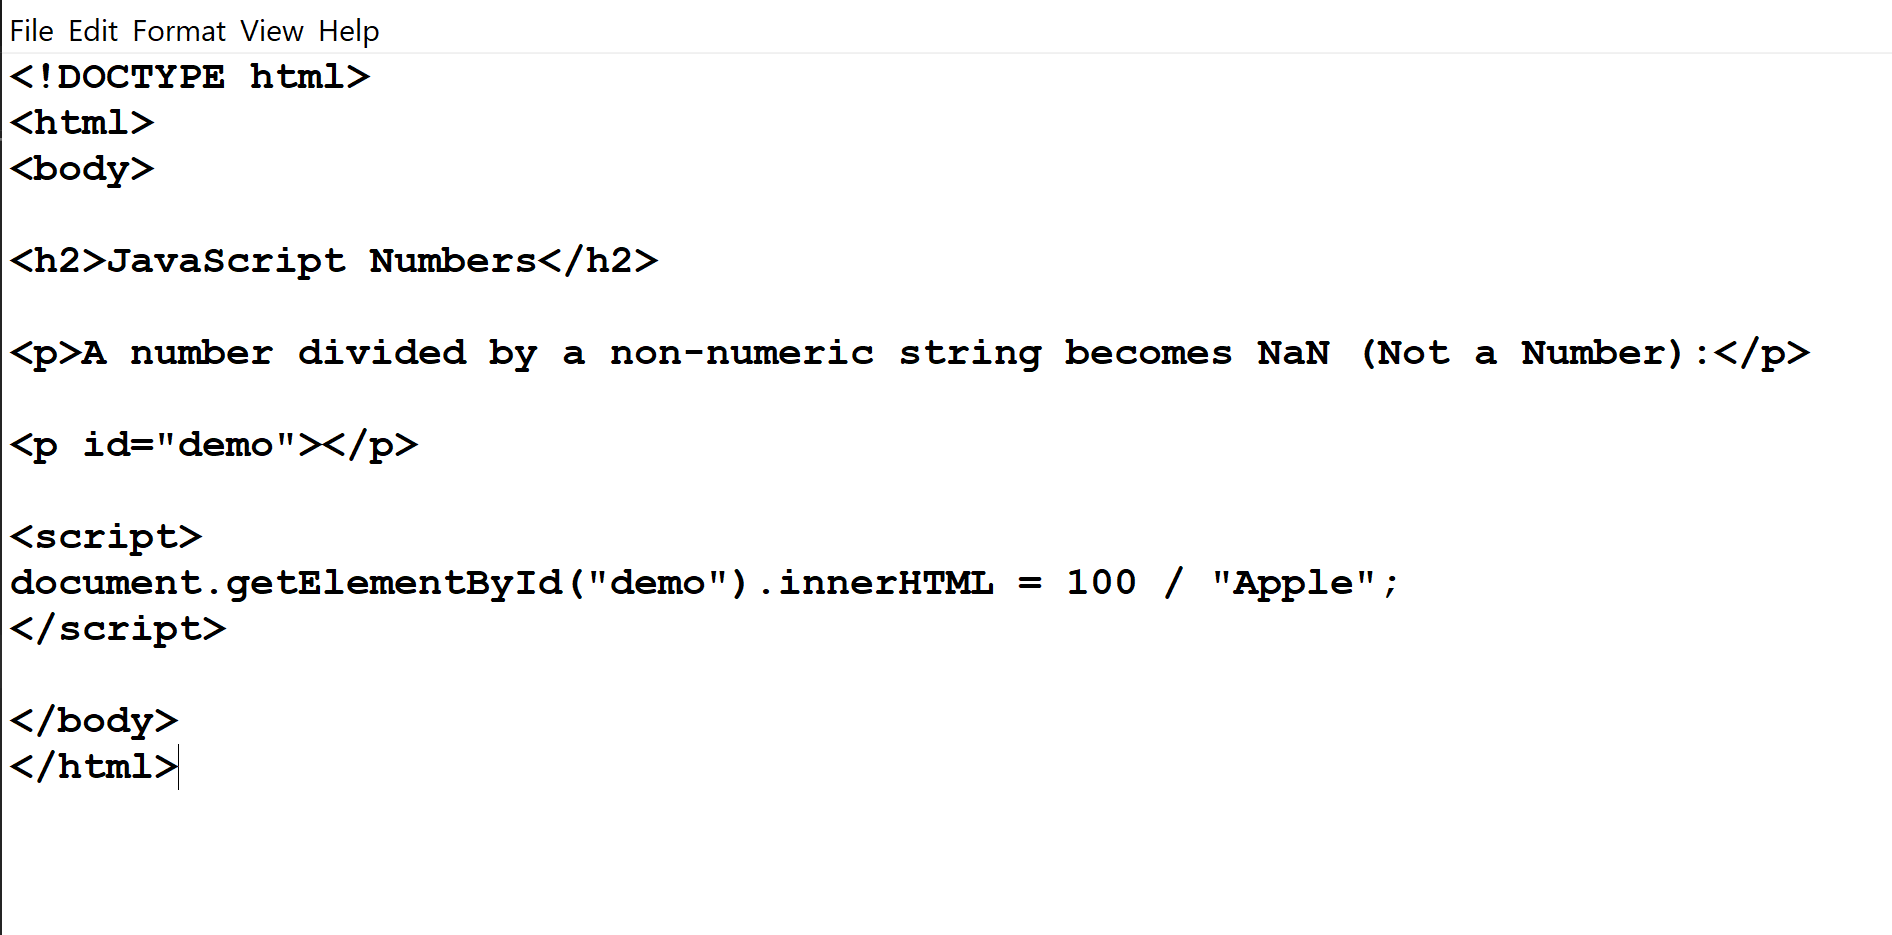 File Edit Format View Help
<!DOCTYPE html>
<html>
<body>
<h2>JavaScript Numbers</h2>
<p>A number divided by a non-numeric string becomes NaN (Not a Number):</p>
<p id="demo"></p>
<script>
document.getElementById("demo").innerHTML = 100 / "Apple";
</script>
</body>
</html>